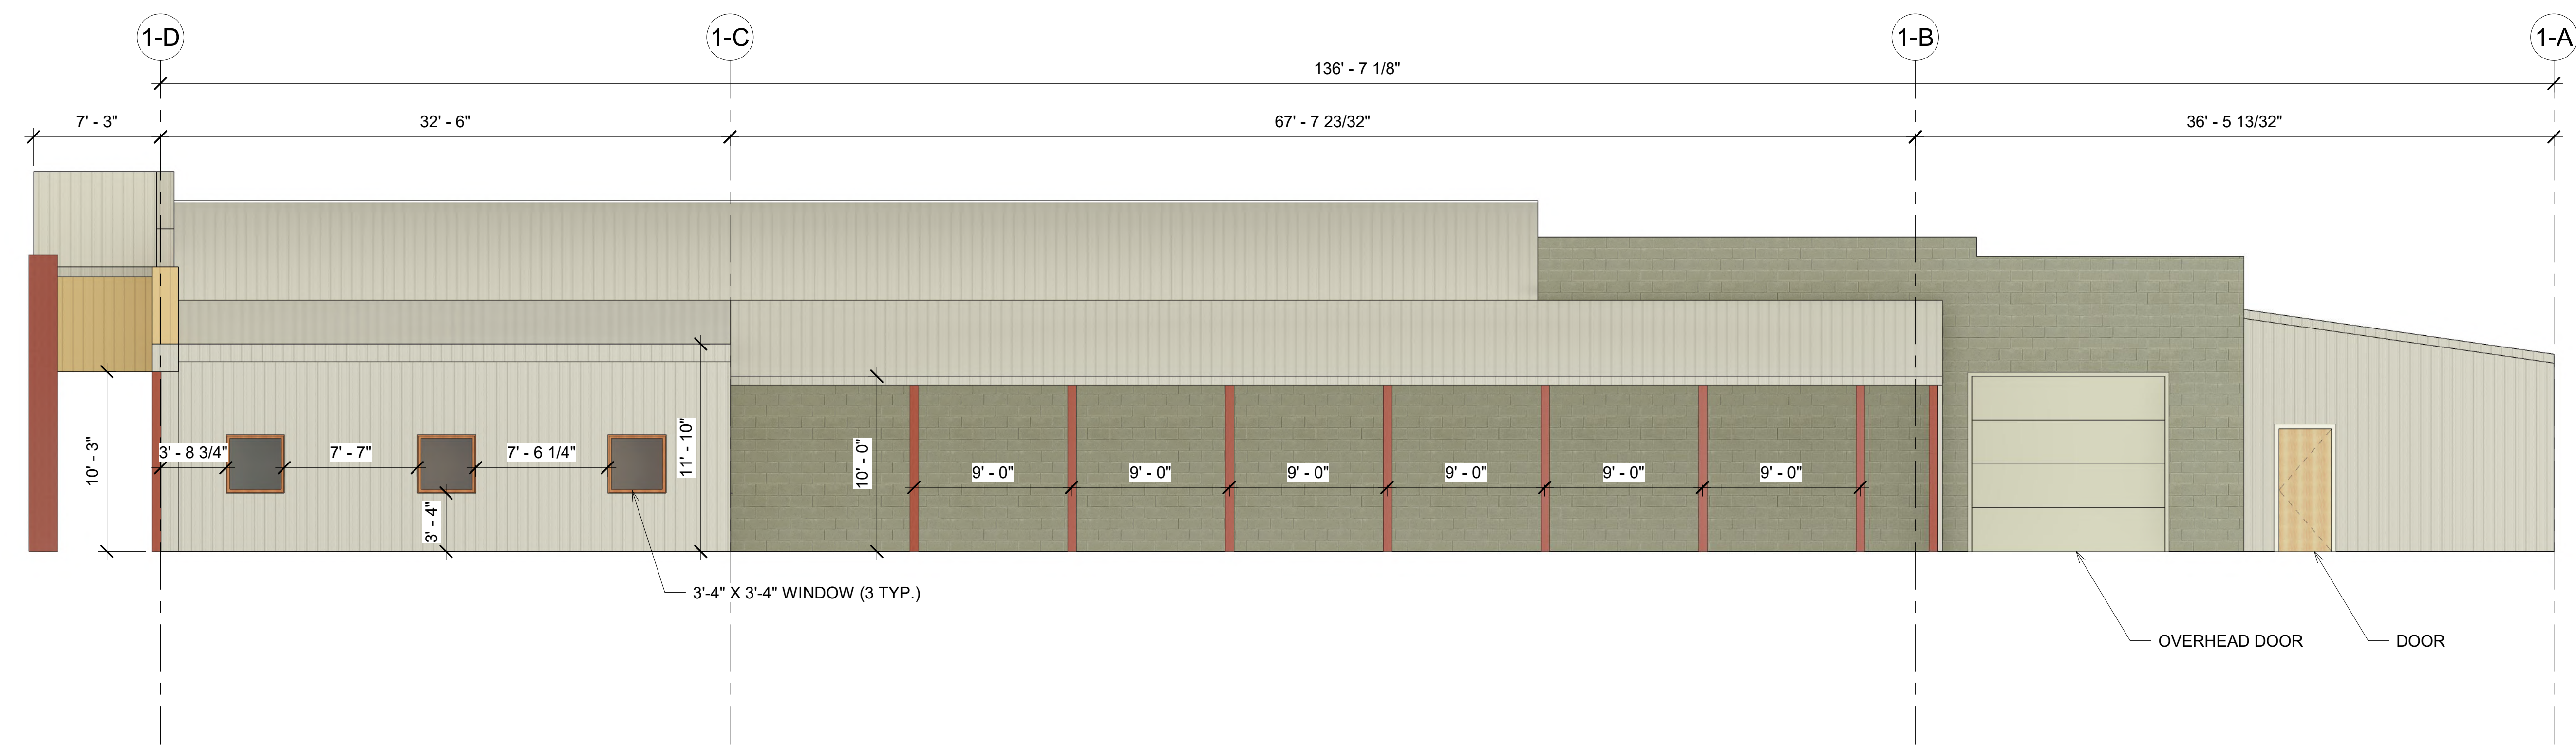 1-D
1-C
1-B
1-A
136' - 7 1/8"
7' - 3"
32' - 6"
67' - 7 23/32"
36' - 5 13/32"
10' - 3"
3' - 8 3/4"
7' - 7"
7' - 6 1/4"
3' - 4"
11' - 10"
10' - 0"
9' - 0"
9' - 0"
9' - 0"
9' - 0"
9' - 0"
9' - 0"
3'-4" X 3'-4" WINDOW (3 TYP.)
OVERHEAD DOOR
DOOR